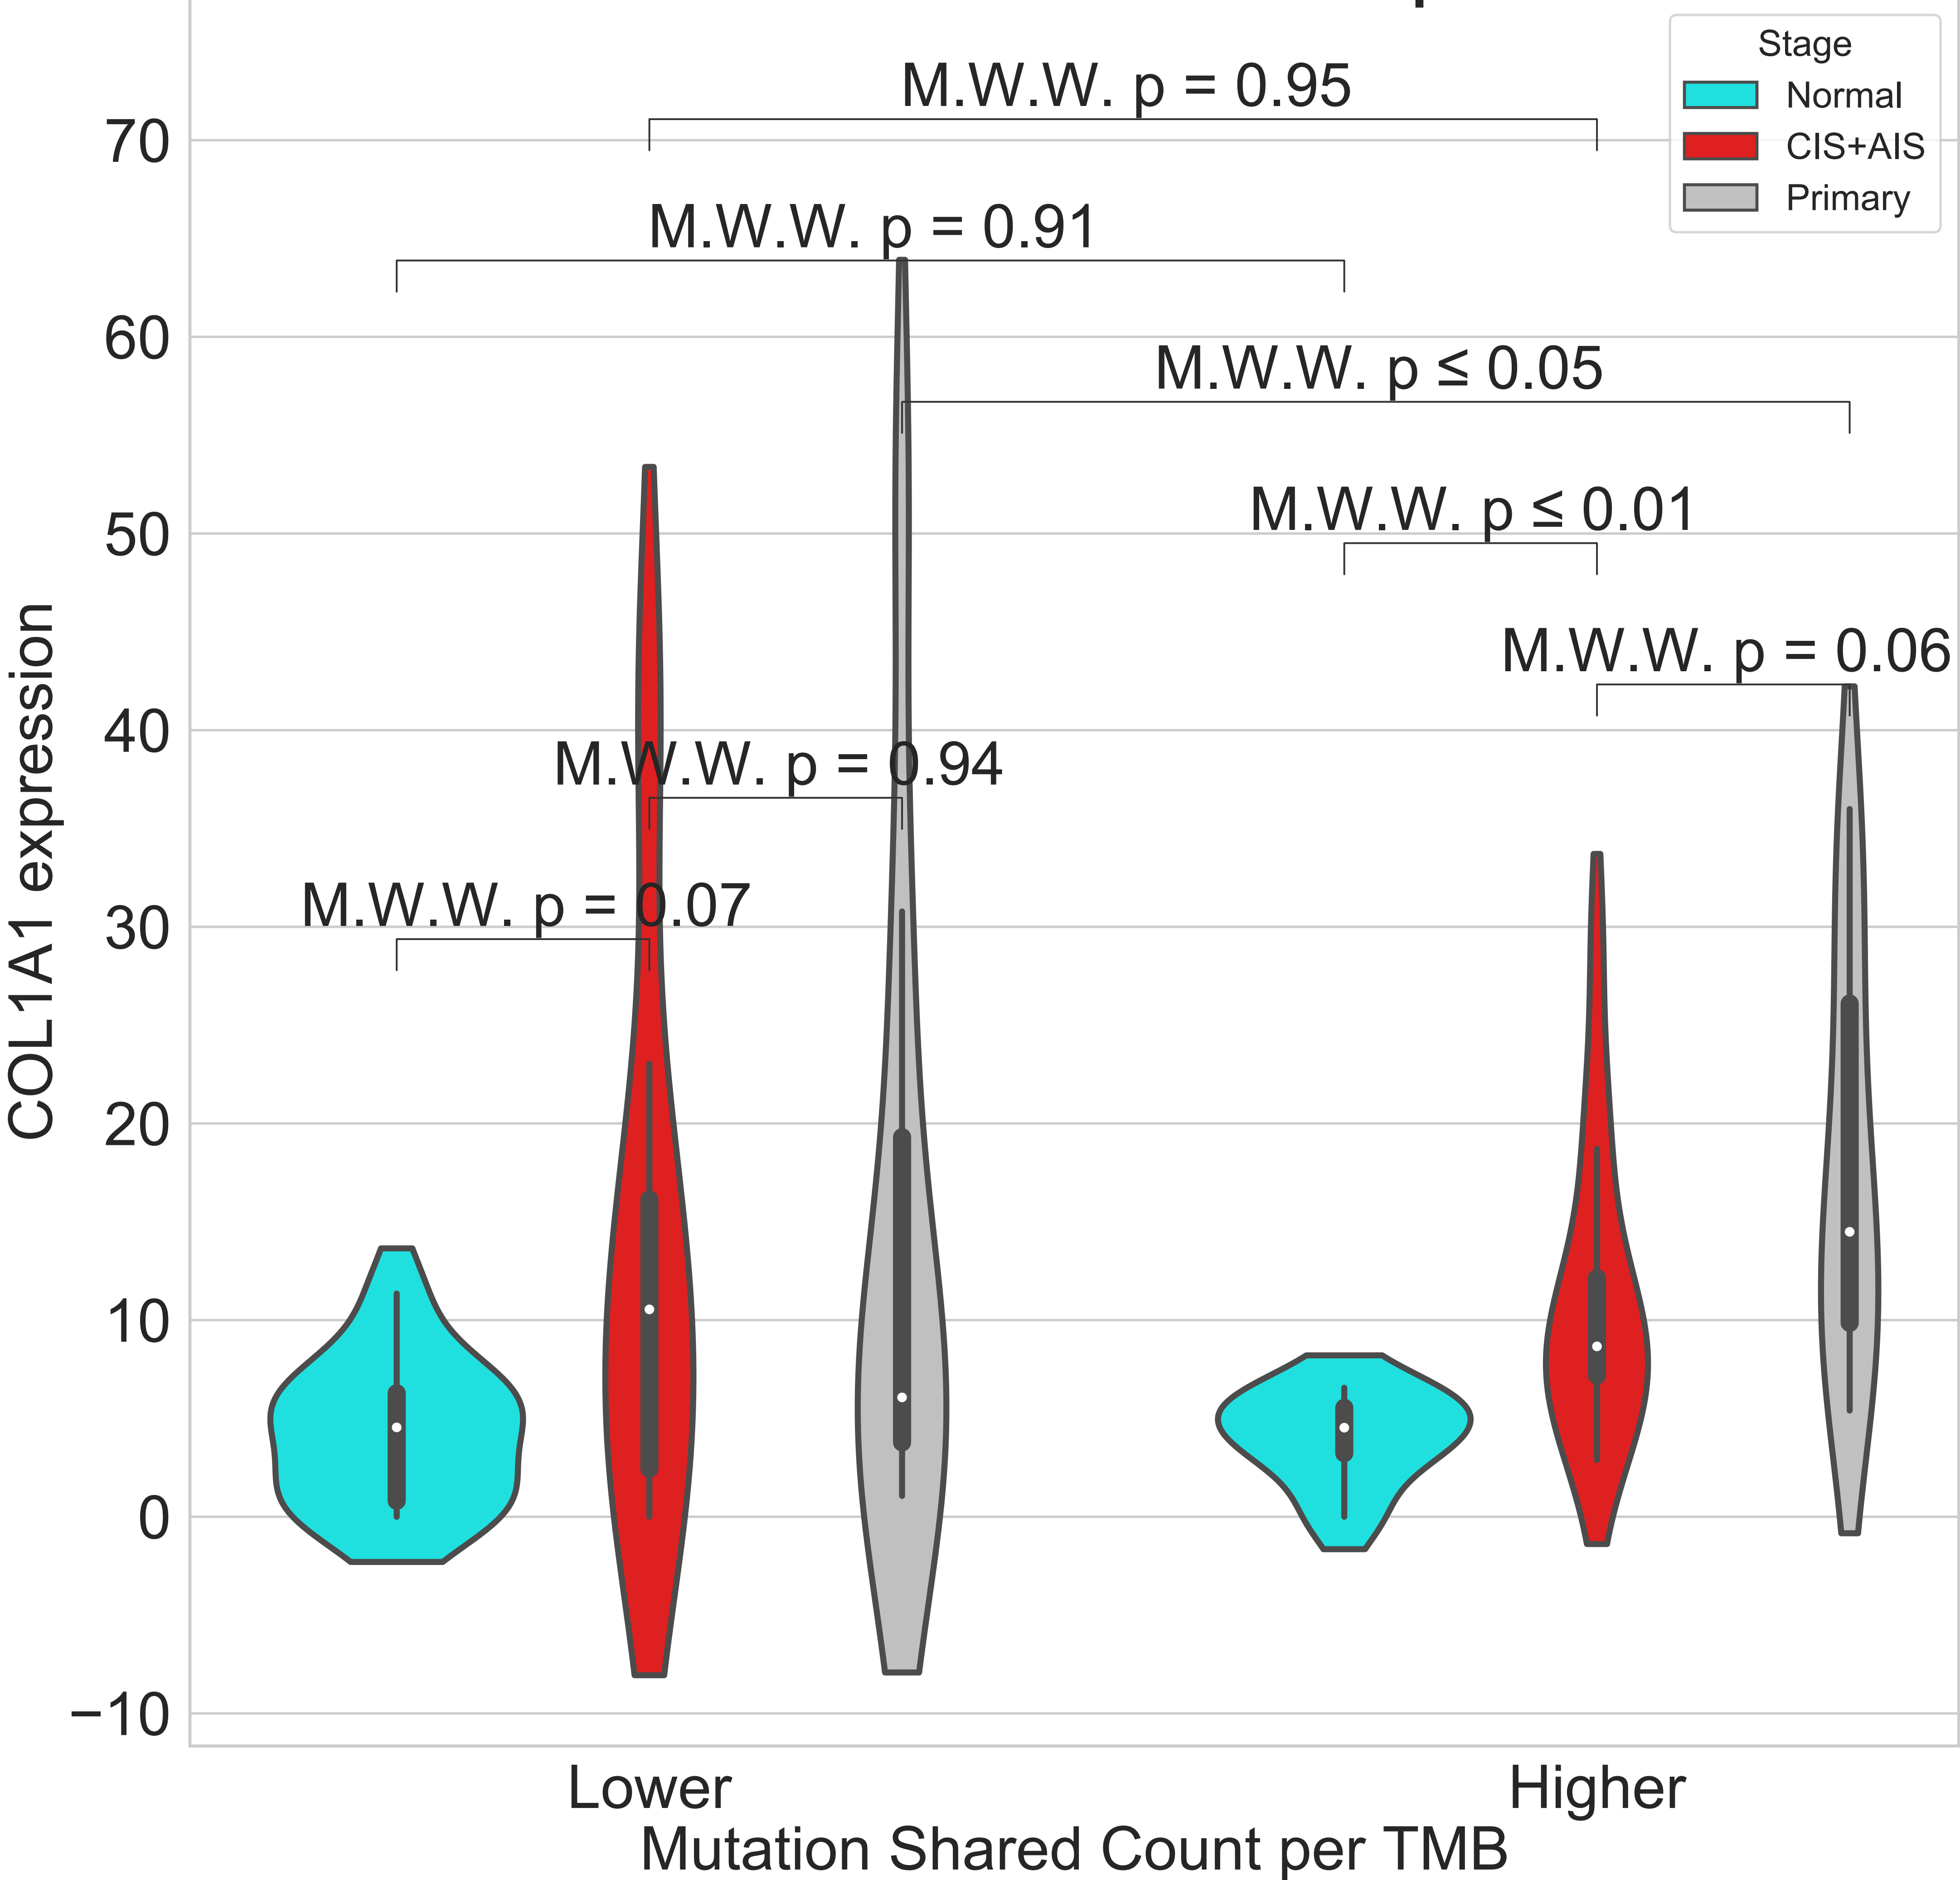 Stage
Normal
CIS+AIS
Primary
M.W.W. p = 0.95
M.W.W. p = 0.91
M.W.W. p ≤ 0.05
M.W.W. p ≤ 0.01
M.W.W. p = 0.06
M.W.W. p = 0.94
M.W.W. p = 0.07
COL1A1 expression
70
60
50
40
30
20
10
0
−10
Lower
Higher
Mutation Shared Count per TMB